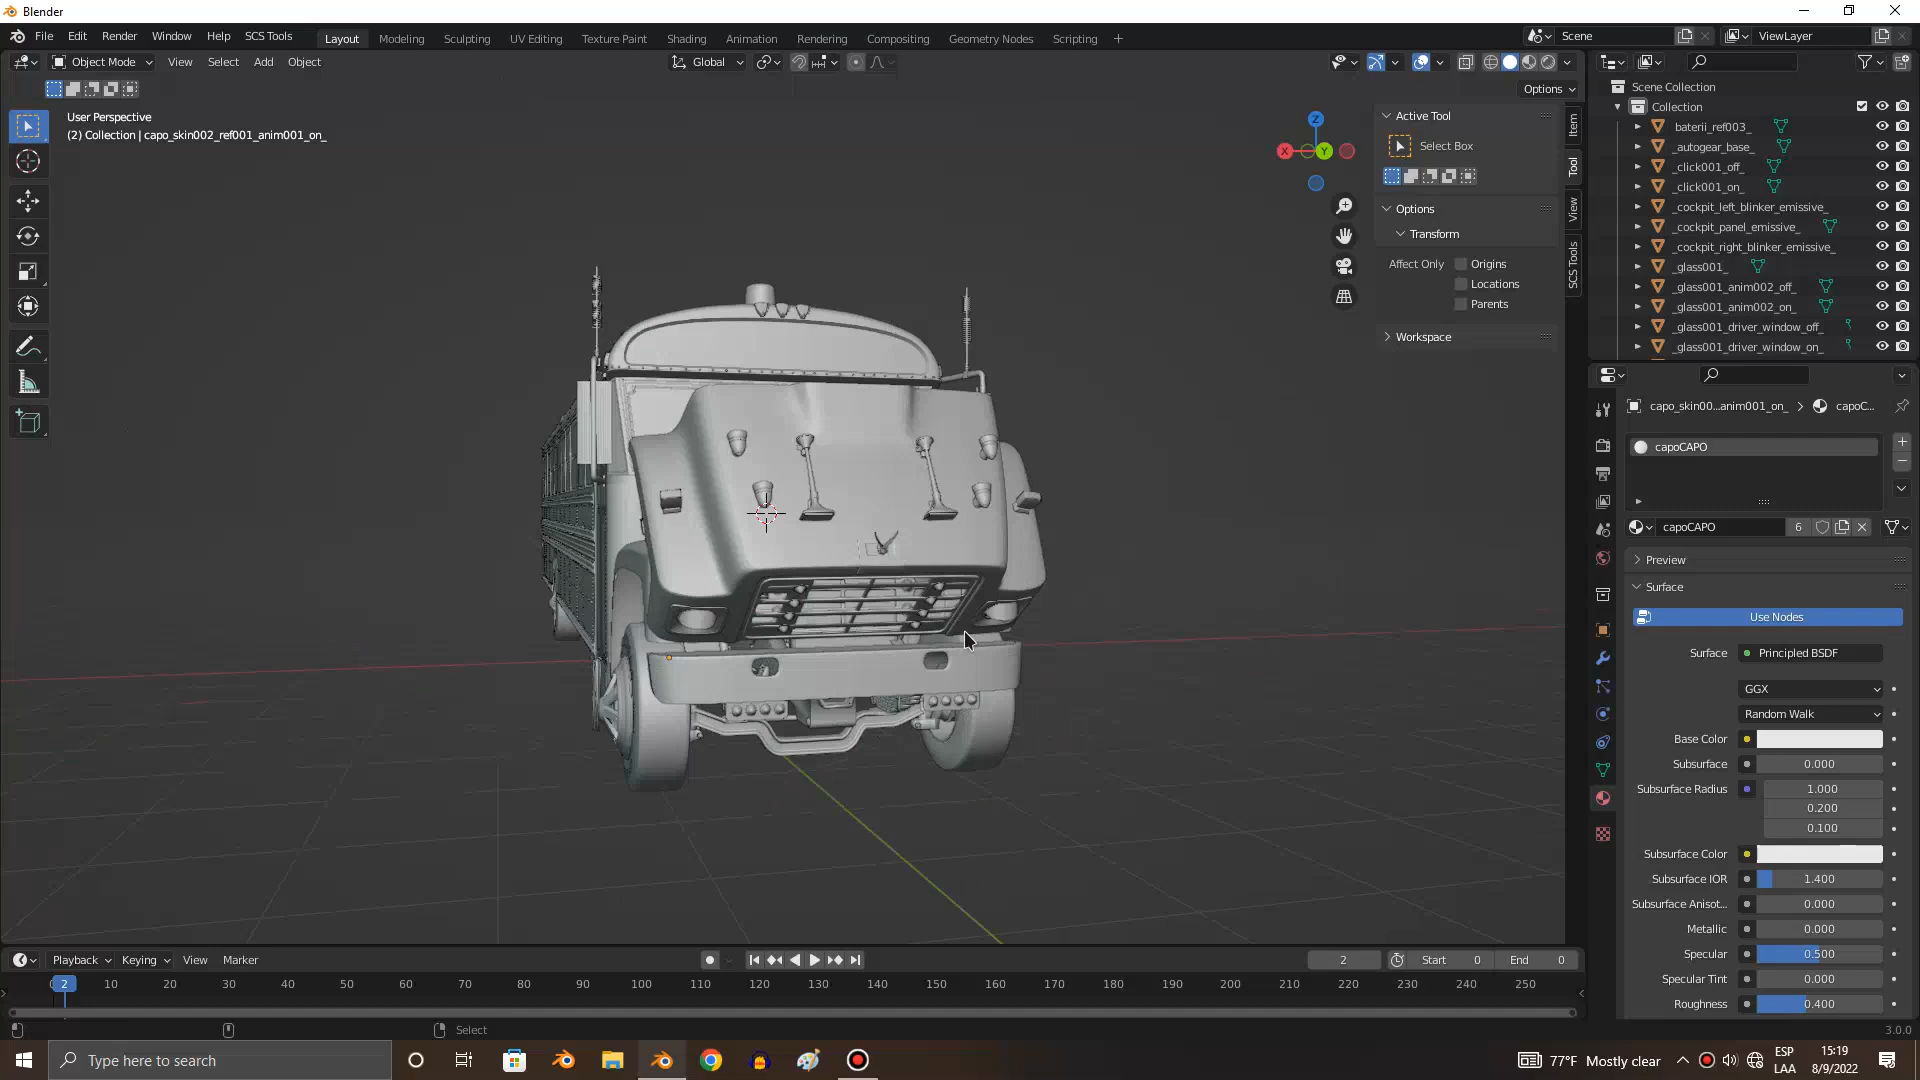 Blender
File Edit Render Window Help SCS Tools Layout Modeling Sculpting UV Editing Texture Paint Shading Animation Rendering Compositing Geometry Nodes Scripting + Scene ViewLayer
Object Mode View Select Add Object Global
Options
User Perspective
(2) Collection | capo_skin002_ref001_anim001_on_
Z
X
Y
Active Tool
Select Box
Options
Transform
Affect Only Origins
Locations
Parents
Workspace
Item
Tool
View
SCS Tools
Scene Collection
Collection
baterii_ref003_
_autogear_base_
_click001_off_
_click001_on_
_cockpit_left_blinker_emissive_
_cockpit_panel_emissive_
_cockpit_right_blinker_emissive_
_glass001_
_glass001_anim002_off_
_glass001_anim002_on_
_glass001_driver_window_off_
_glass001_driver_window_on_
capo_skin00...anim001_on_ > capoC...
capoCAPO
capoCAPO 6
Preview
Surface
Use Nodes
Surface Principled BSDF
GGX
Random Walk
Base Color
Subsurface 0.000
Subsurface Radius 1.000
0.200
0.100
Subsurface Color
Subsurface IOR 1.400
Subsurface Anisot... 0.000
Metallic 0.000
Specular 0.500
Specular Tint 0.000
Roughness 0.400
Playback Keying View Marker 2 Start 0 End 0
2 10 20 30 40 50 60 70 80 90 100 110 120 130 140 150 160 170 180 190 200 210 220 230 240 250
Select
3.0.0
Type here to search
77°F Mostly clear
ESP
LAA
15:19
8/9/2022